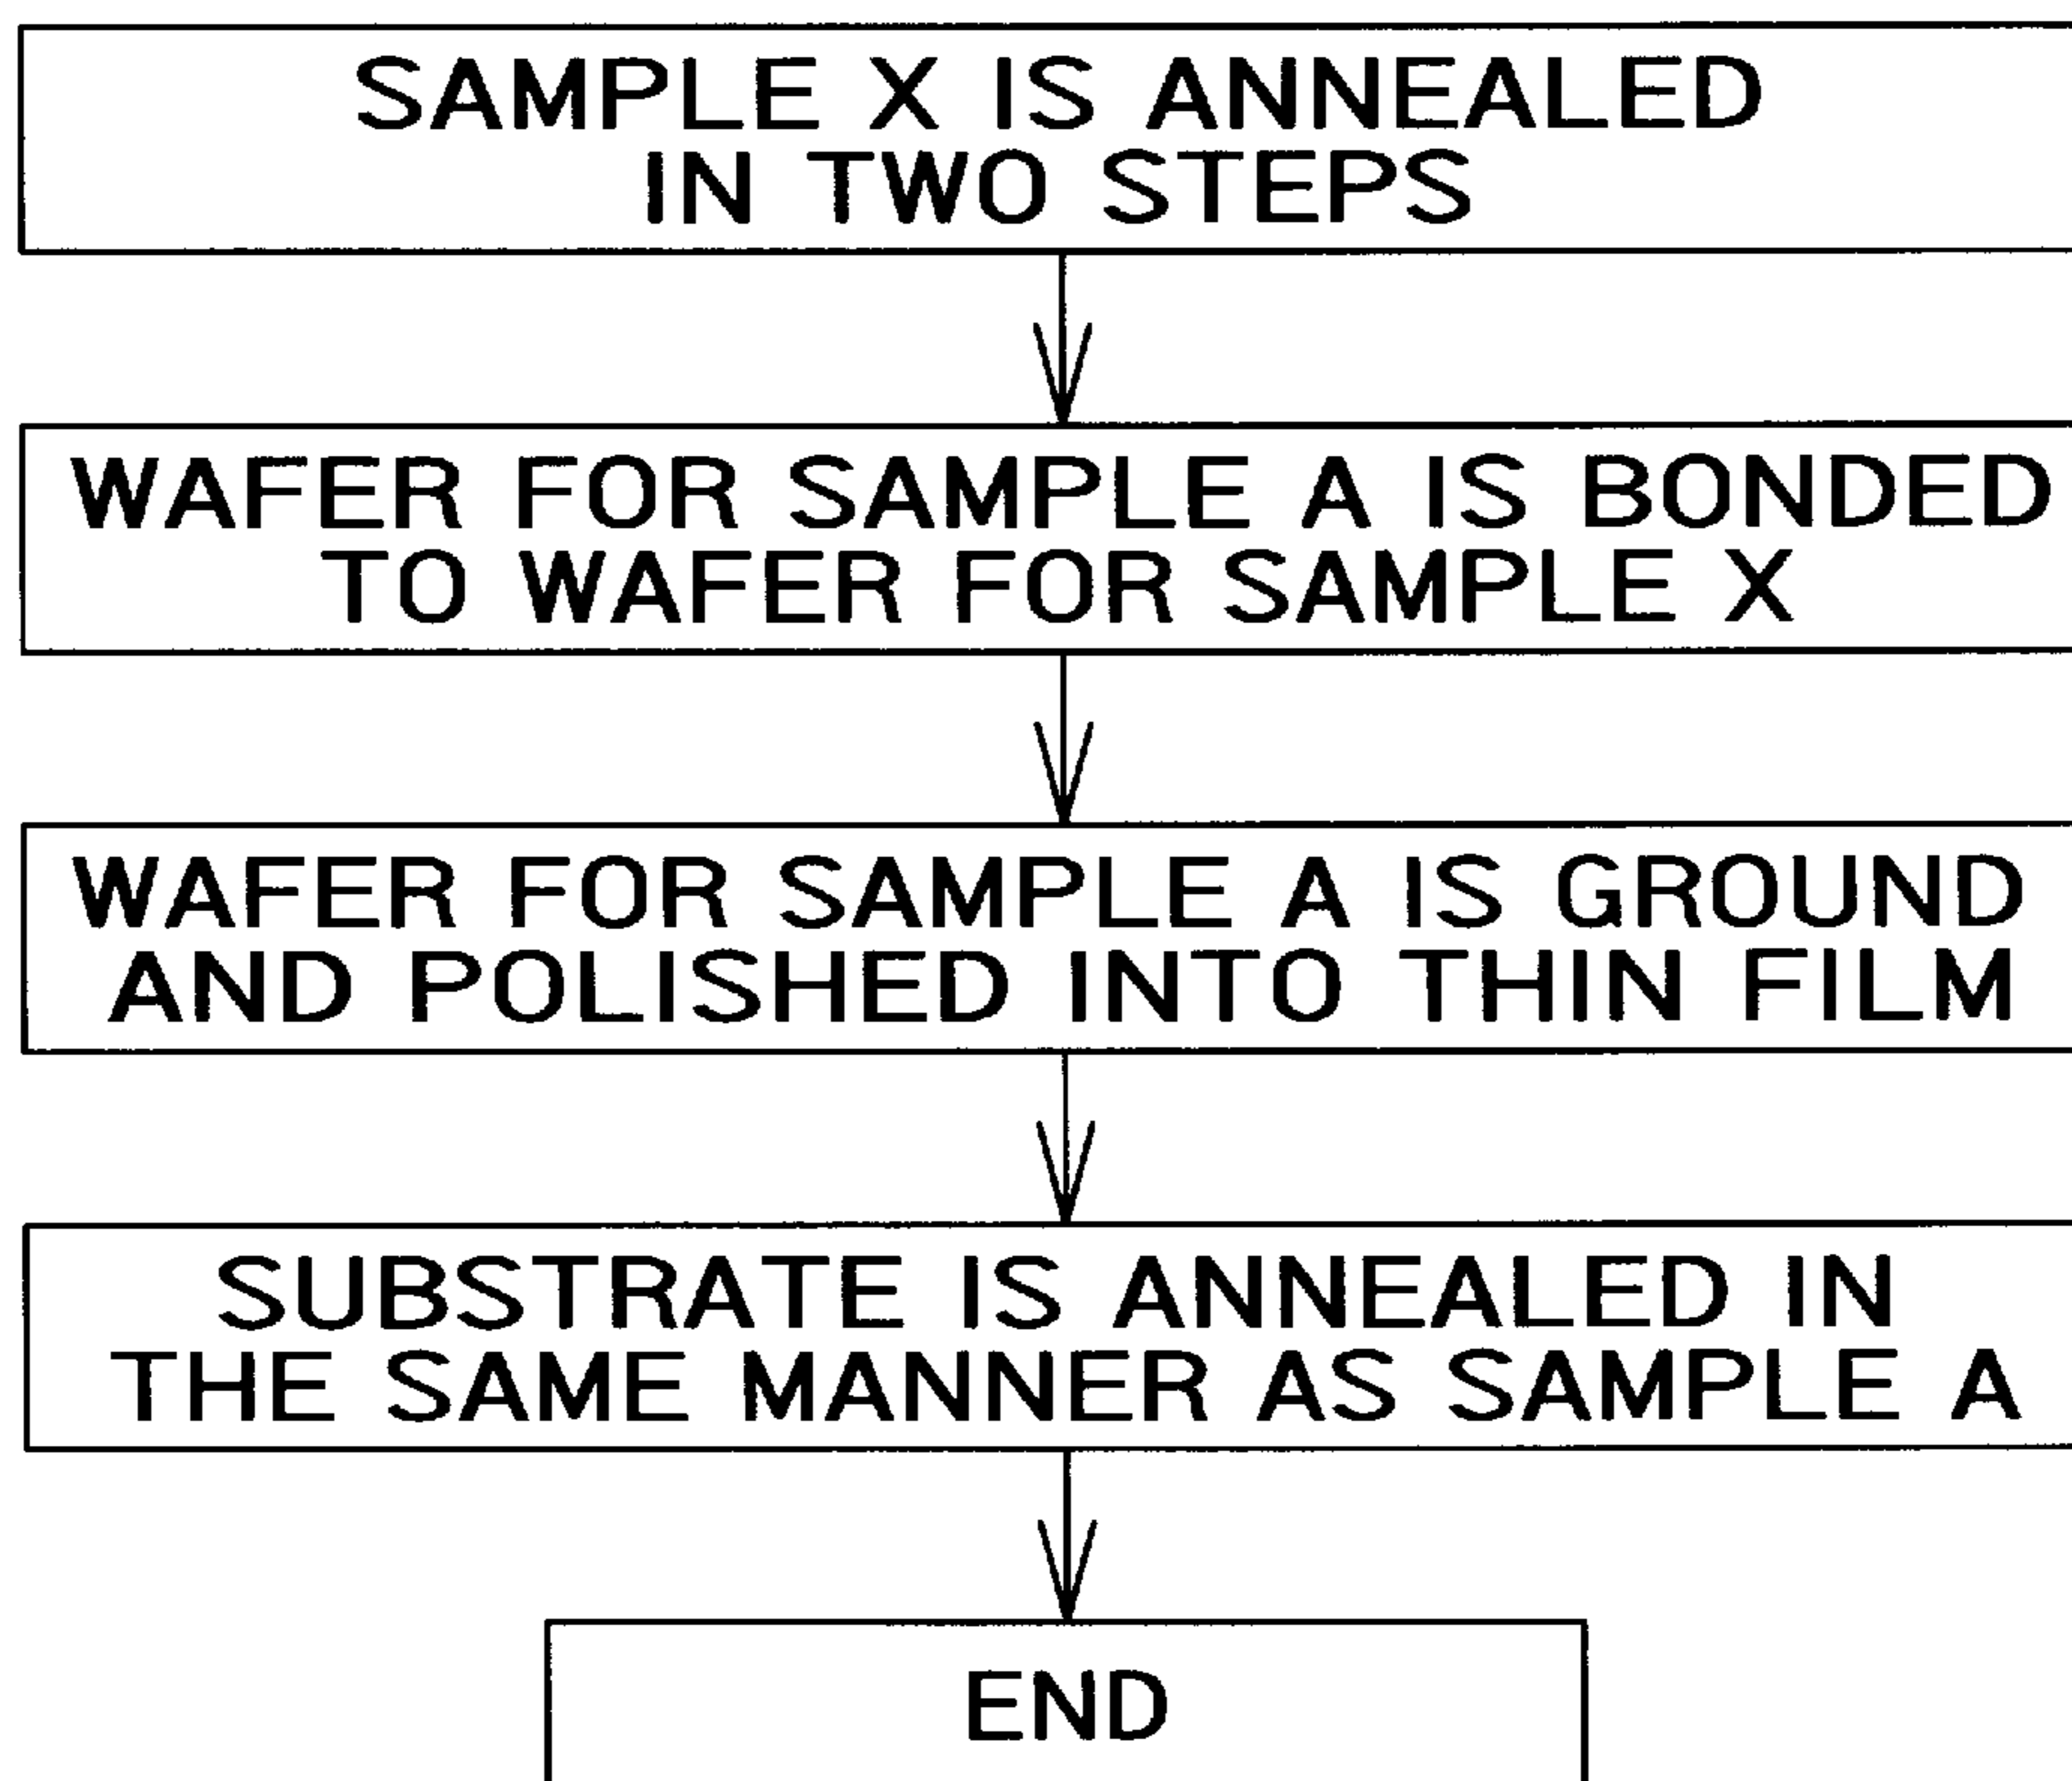 SAMPLE X IS ANNEALED
IN TWO STEPS
WAFER FOR SAMPLE A IS BONDED
TO WAFER FOR SAMPLE X
WAFER FOR SAMPLE A IS GROUND
AND POLISHED INTO THIN FILM
SUBSTRATE IS ANNEALED IN
THE SAME MANNER AS SAMPLE A
END